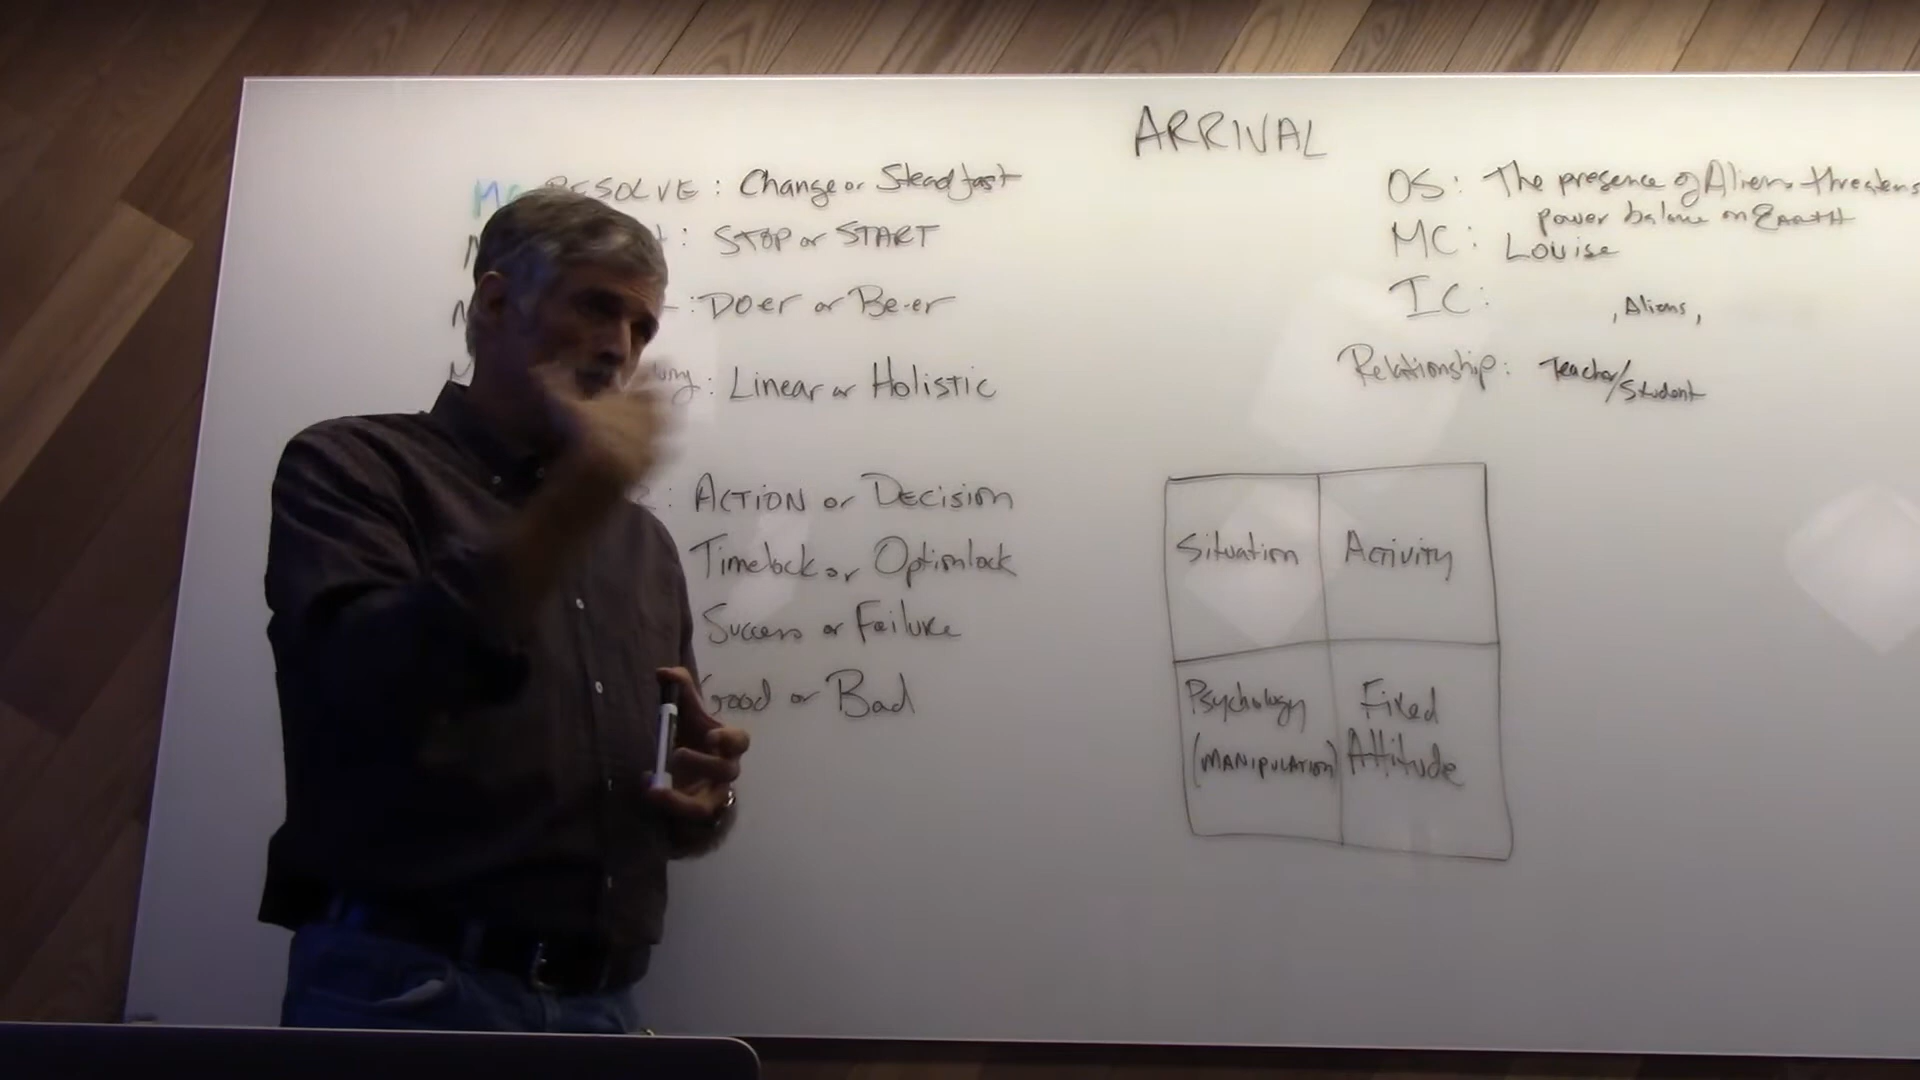 ARRIVAL
RESOLVE: Change or Steadfast
: STOP or START
: DOer or Be-er
: Linear or Holistic
: ACTION or DECISION
Timelock or Optionlock
Success or Failure
Good or Bad
OS: The presence of Aliens threatens
power balance on EARTH
MC: Louise
IC: , Aliens,
Relationship: Teacher/Student
Situation Activity
Psychology Fixed
(MANIPULATION) Attitude